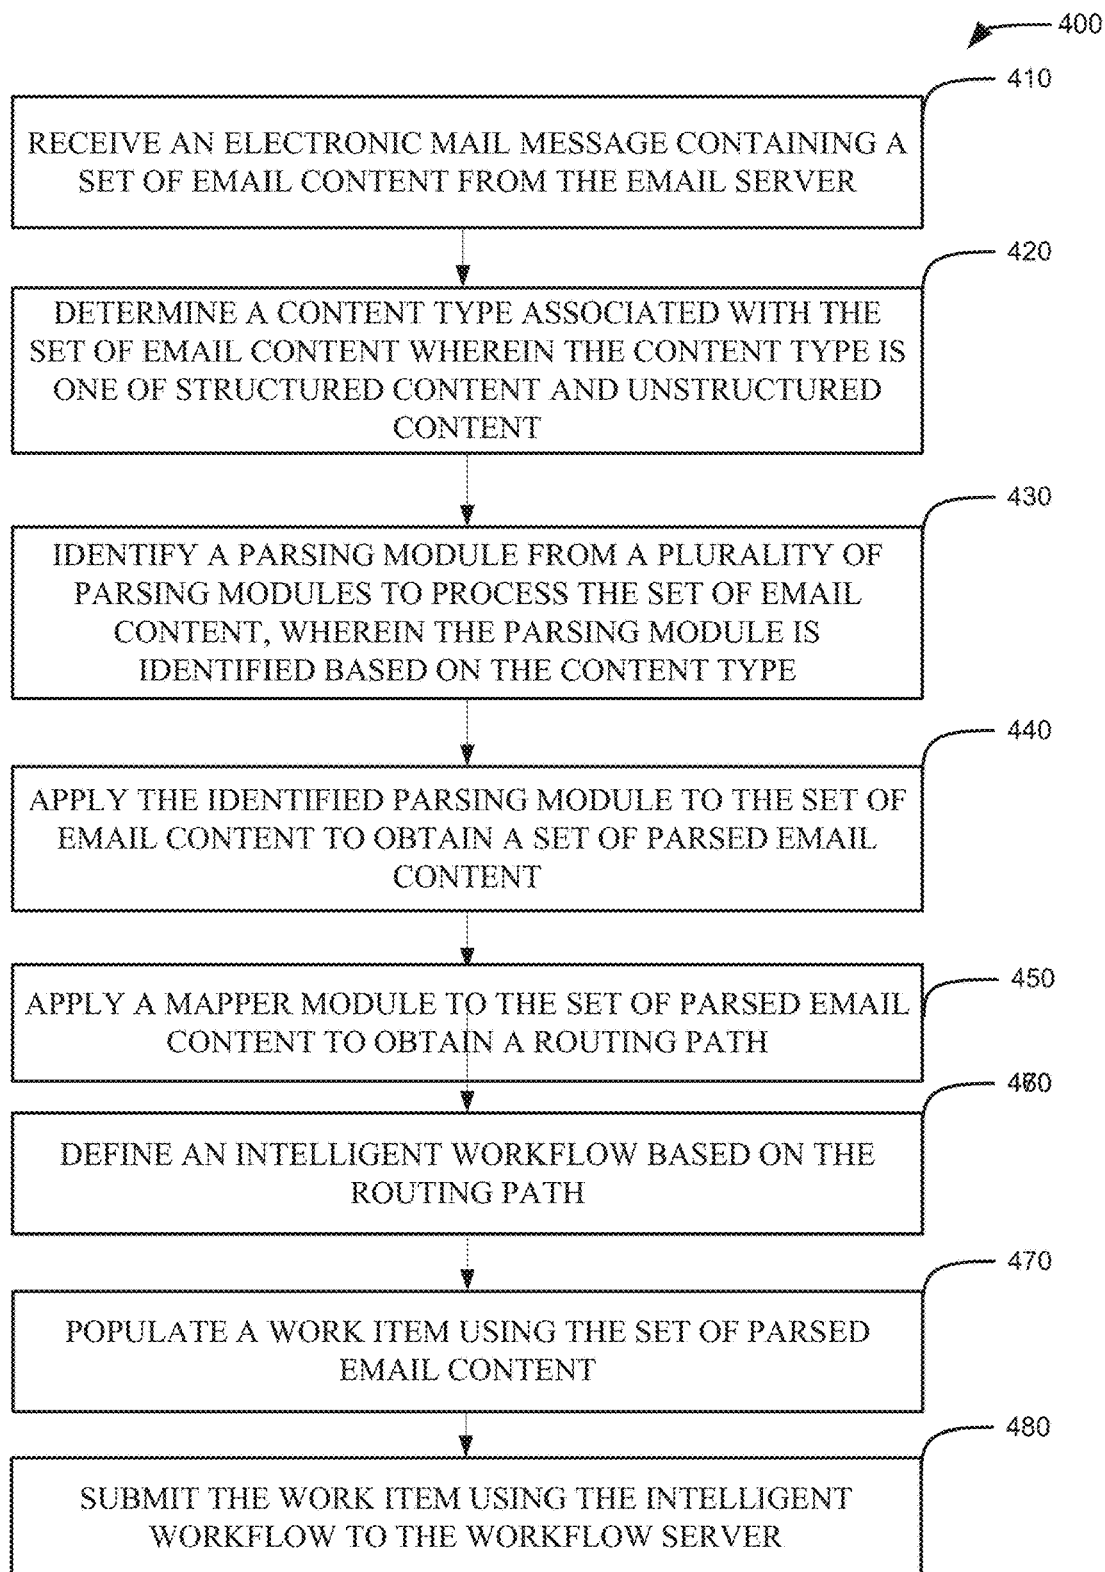 400
410
RECEIVE AN ELECTRONIC MAIL MESSAGE CONTAINING A
SET OF EMAIL CONTENT FROM THE EMAIL SERVER
420
DETERMINE A CONTENT TYPE ASSOCIATED WITH THE
SET OF EMAIL CONTENT WHEREIN THE CONTENT TYPE IS
ONE OF STRUCTURED CONTENT AND UNSTRUCTURED
CONTENT
430
IDENTIFY A PARSING MODULE FROM A PLURALITY OF
PARSING MODULES TO PROCESS THE SET OF EMAIL
CONTENT, WHEREIN THE PARSING MODULE IS
IDENTIFIED BASED ON THE CONTENT TYPE
440
APPLY THE IDENTIFIED PARSING MODULE TO THE SET OF
EMAIL CONTENT TO OBTAIN A SET OF PARSED EMAIL
CONTENT
450
APPLY A MAPPER MODULE TO THE SET OF PARSED EMAIL
CONTENT TO OBTAIN A ROUTING PATH
DEFINE AN INTELLIGENT WORKFLOW BASED ON THE
ROUTING PATH
470
POPULATE A WORK ITEM USING THE SET OF PARSED
EMAIL CONTENT
480
SUBMIT THE WORK ITEM USING THE INTELLIGENT
WORKFLOW TO THE WORKFLOW SERVER